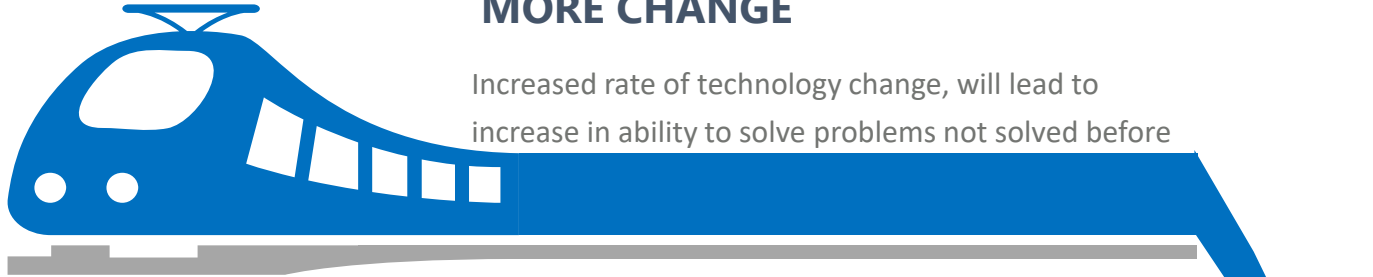 MORE CHANGE
Increased rate of technology change, will lead to
increase in ability to solve problems not solved before